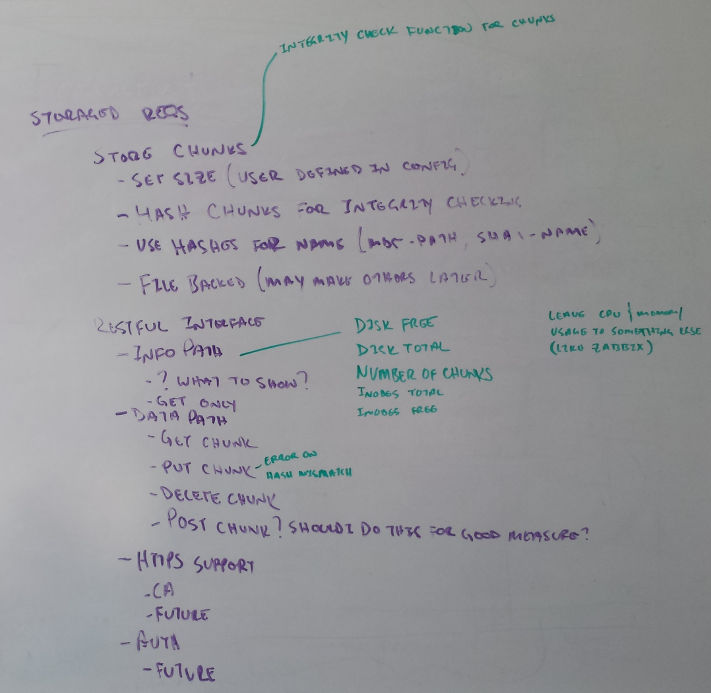 INTEGRITY CHECK FUNCTION FOR CHUNKS
STORAGED REQS
STORE CHUNKS
- SET SIZE (USER DEFINED IN CONFIG)
- HASH CHUNKS FOR INTEGRITY CHECKING
- USE HASHES FOR NAME (MD5-PATH, SHA1-NAME)
- FILE BACKED (MAY MAKE OTHERS LATER)
RESTFUL INTERFACE
- INFO PATH
- ? WHAT TO SHOW?
- GET ONLY
DISK FREE
DISK TOTAL
NUMBER OF CHUNKS
INODES TOTAL
INODES FREE
LEAVE CPU / MEMORY /
USAGE TO SOMETHING ELSE
(LIKE ZABBIX)
- DATA PATH
- GET CHUNK
- PUT CHUNK - ERROR ON
HASH MISMATCH
- DELETE CHUNK
- POST CHUNK? SHOULD I DO THIS FOR GOOD MEASURE?
- HTTPS SUPPORT
- CA
- FUTURE
- AUTH
- FUTURE